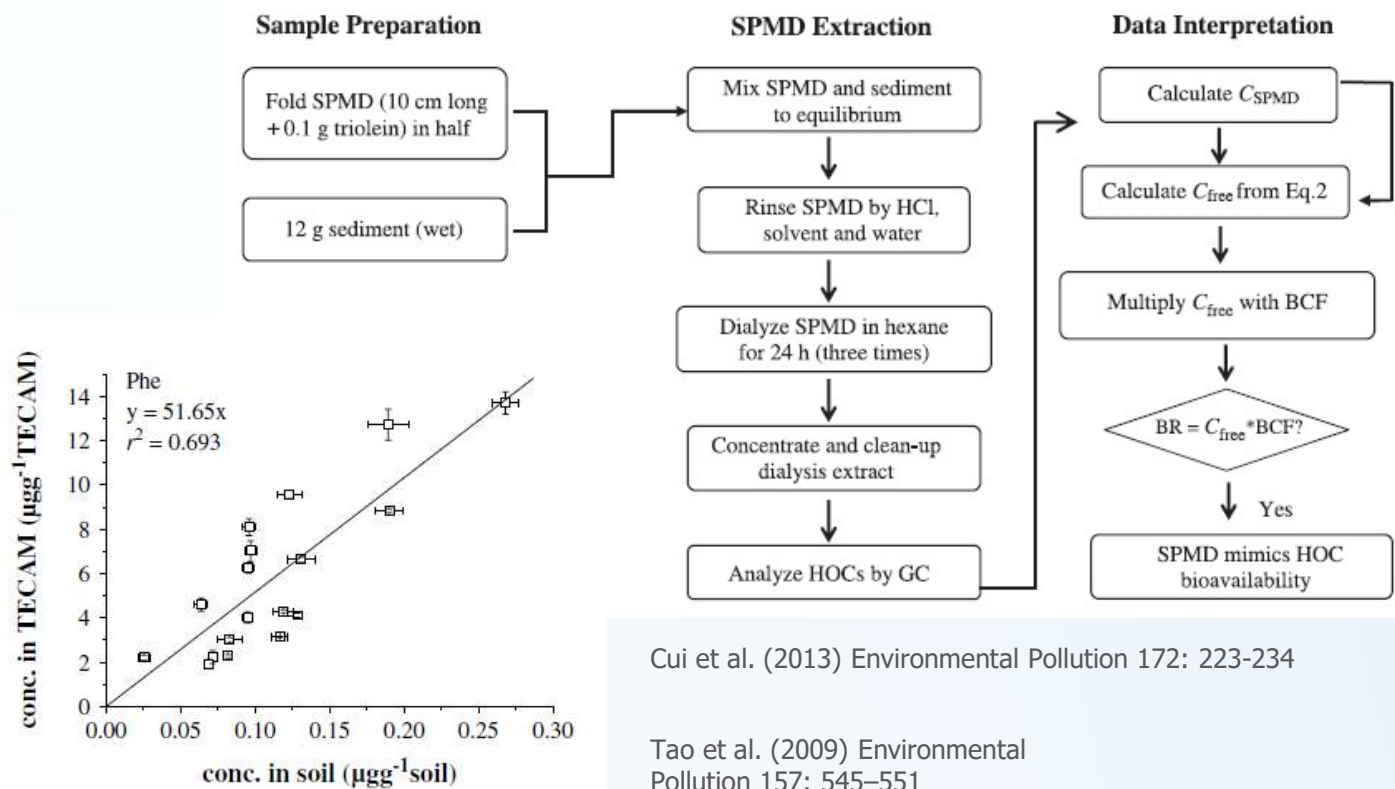 Sample Preparation
Fold SPMD (10 cm long
+0.1 g triolein) in half
12 g sediment (wet)
SPMD Extraction
Mix SPMD and sediment
to equilibrium
Rinse SPMD by HCl,
solvent and water
Dialyze SPMD in hexane
for 24 h (three times)
Concentrate and clean-up
dialysis extract
Analyze HOCs by GC
Data Interpretation
Calculate C_SPMD
Calculate C_free from Eq.2
Multiply C_free with BCF
BR = C_free*BCF?
Yes
SPMD mimics HOC
bioavailability
conc. in TECAM (µgg⁻¹TECAM)
Phe
y = 51.65x
r² = 0.693
14
12
10
8
6
4
2
0
0.00 0.05 0.10 0.15 0.20 0.25 0.30
conc. in soil (µgg⁻¹soil)
Cui et al. (2013) Environmental Pollution 172: 223-234
Tao et al. (2009) Environmental
Pollution 157: 545–551